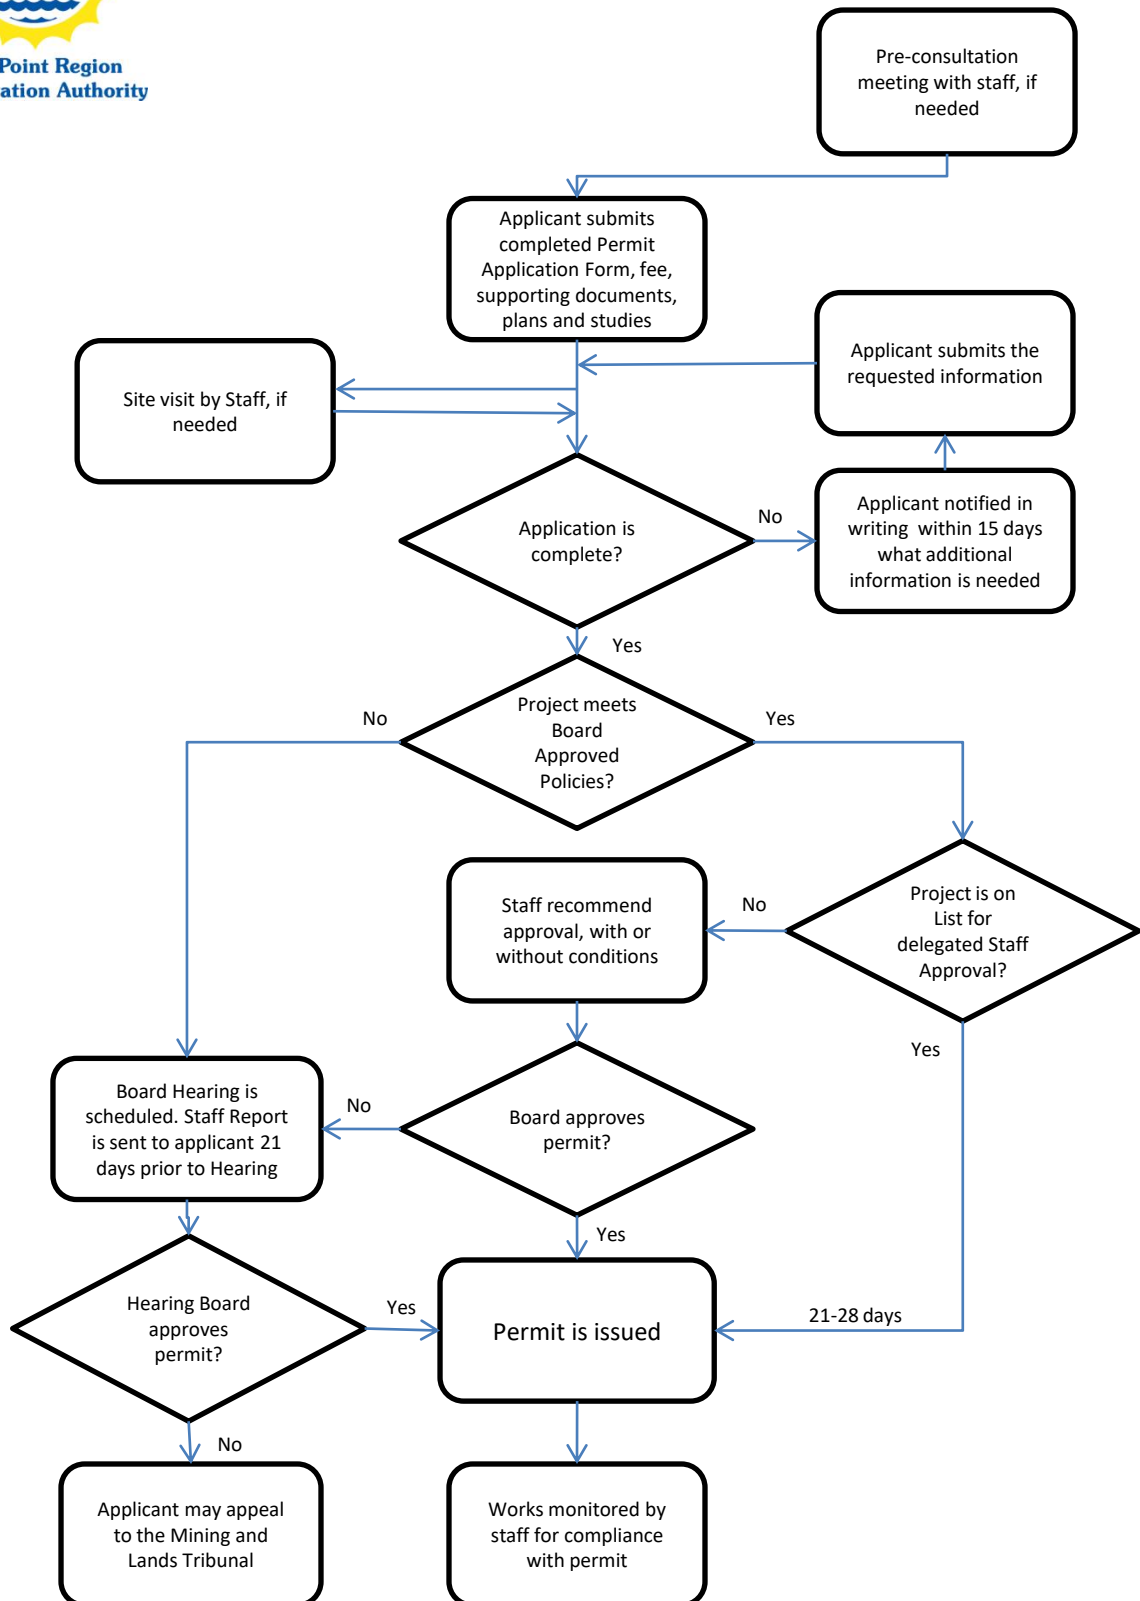 Point Region
ation Authority
Pre-consultation
meeting with staff, if
needed
Applicant submits
completed Permit
Application Form, fee,
supporting documents,
plans and studies
Applicant submits the
requested information
Site visit by Staff, if
needed
Application is
complete?
No
Applicant notified in
writing within 15 days
what additional
information is needed
Yes
Project meets
Board
Approved
Policies?
No
Yes
Project is on
List for
delegated Staff
Approval?
No
Staff recommend
approval, with or
without conditions
Yes
Board Hearing is
scheduled. Staff Report
is sent to applicant 21
days prior to Hearing
No
Board approves
permit?
Yes
Hearing Board
approves
permit?
Yes
Permit is issued
21-28 days
No
Applicant may appeal
to the Mining and
Lands Tribunal
Works monitored by
staff for compliance
with permit